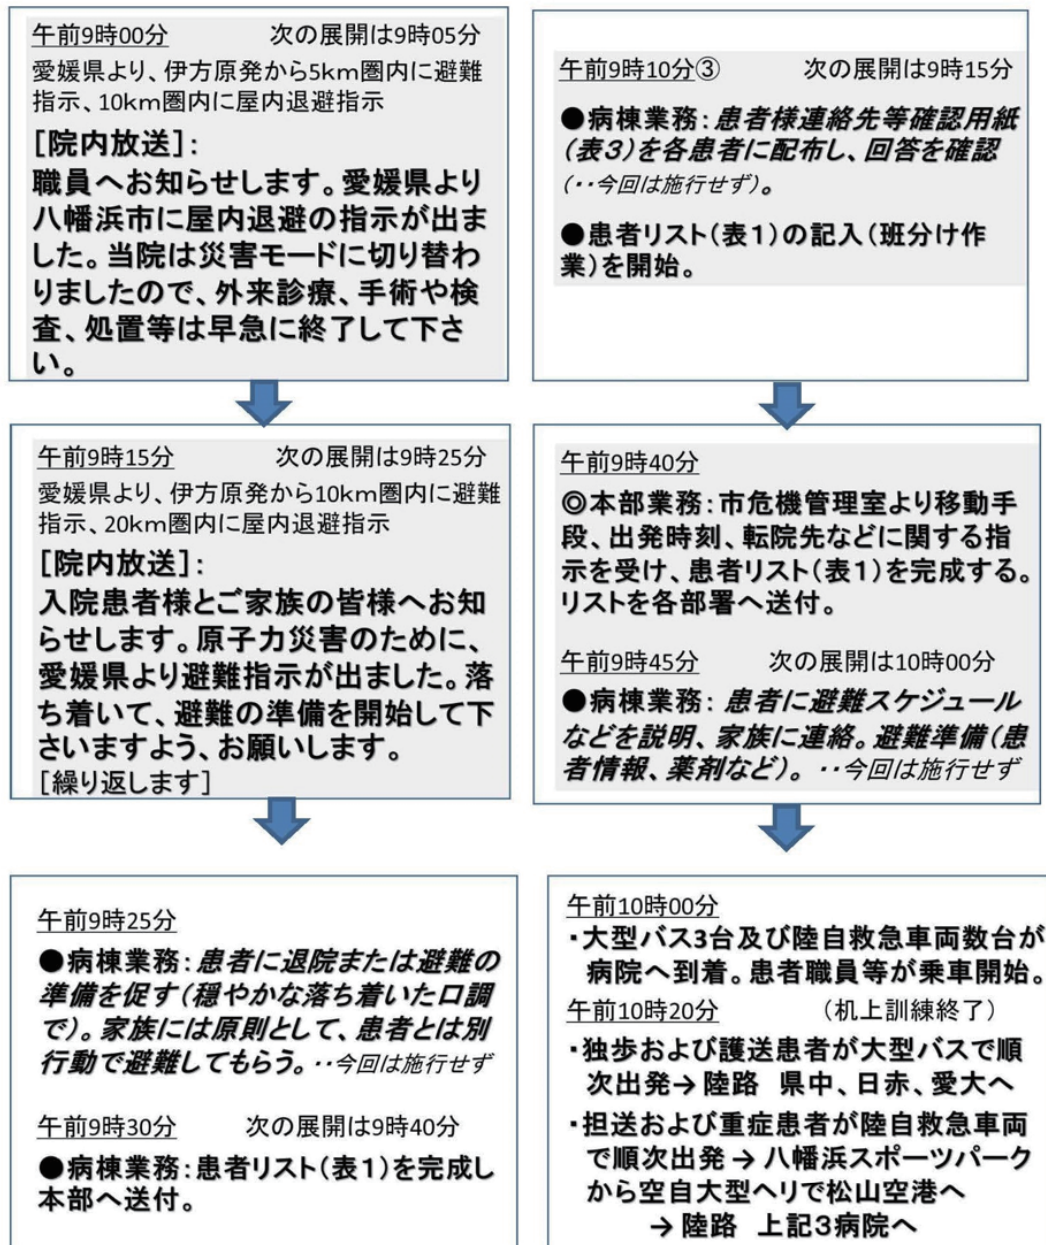 午前9時00分 次の展開は9時05分
愛媛県より、伊方原発から5km圏内に避難
指示、10km圏内に屋内退避指示
[院内放送]:
職員へお知らせします。愛媛県より
八幡浜市に屋内退避の指示が出ま
した。当院は災害モードに切り替わ
りましたので、外来診療、手術や検
査、処置等は早急に終了して下さ
い。
午前9時15分 次の展開は9時25分
愛媛県より、伊方原発から10km圏内に避難
指示、20km圏内に屋内退避指示
[院内放送]:
入院患者様とご家族の皆様へお知
らせします。原子力災害のために、
愛媛県より避難指示が出ました。落
ち着いて、避難の準備を開始して下
さいますよう、お願いします。
[繰り返します]
午前9時25分
●病棟業務:患者に退院または避難の
準備を促す(穏やかな落ち着いた口調
で)。家族には原則として、患者とは別
行動で避難してもらう。‥今回は施行せず
午前9時30分 次の展開は9時40分
●病棟業務:患者リスト(表1)を完成し
本部へ送付。
午前9時10分③ 次の展開は9時15分
●病棟業務:患者様連絡先等確認用紙
(表3)を各患者に配布し、回答を確認
(‥今回は施行せず)。
●患者リスト(表1)の記入(班分け作
業)を開始。
午前9時40分
◎本部業務:市危機管理室より移動手
段、出発時刻、転院先などに関する指
示を受け、患者リスト(表1)を完成する。
リストを各部署へ送付。
午前9時45分 次の展開は10時00分
●病棟業務:患者に避難スケジュール
などを説明、家族に連絡。避難準備(患
者情報、薬剤など)。‥今回は施行せず
午前10時00分
・大型バス3台及び陸自救急車両数台が
病院へ到着。患者職員等が乗車開始。
午前10時20分 (机上訓練終了)
・独歩および護送患者が大型バスで順
次出発→陸路 県中、日赤、愛大へ
・担送および重症患者が陸自救急車両
で順次出発→八幡浜スポーツパーク
から空自大型ヘリで松山空港へ
→陸路 上記3病院へ